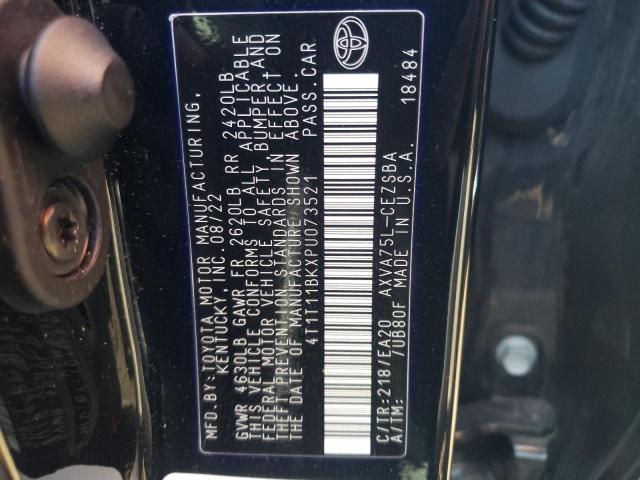 MFD. BY: TOYOTA MOTOR MANUFACTURING,
KENTUCKY, INC. 08/22
GVWR 4630LB GAWR FR 2620LB RR 2420LB
THIS VEHICLE CONFORMS TO ALL APPLICABLE
FEDERAL MOTOR VEHICLE SAFETY, BUMPER, AND
THEFT PREVENTION STANDARDS IN EFFECT ON
THE DATE OF MANUFACTURE SHOWN ABOVE.
4T1T11BKXPU073521 PASS. CAR
C/TR: 218/EA20 AXVA75L-CEZSBA
A/TM: /UB80F MADE IN U.S.A. 18484